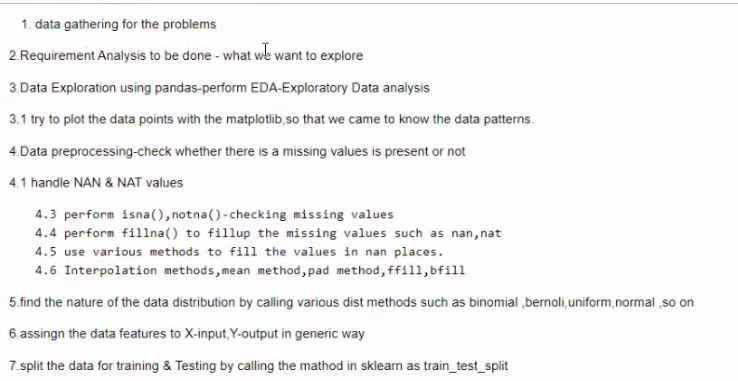 1. data gathering for the problems
2.Requirement Analysis to be done - what we want to explore
3.Data Exploration using pandas-perform EDA-Exploratory Data analysis
3.1 try to plot the data points with the matplotlib,so that we came to know the data patterns.
4.Data preprocessing-check whether there is a missing values is present or not
4.1 handle NAN & NAT values
4.3 perform isna(),notna()-checking missing values
4.4 perform fillna() to fillup the missing values such as nan,nat
4.5 use various methods to fill the values in nan places.
4.6 Interpolation methods,mean method,pad method,ffill,bfill
5.find the nature of the data distribution by calling various dist methods such as binomial ,bernoli,uniform,normal ,so on
6.assingn the data features to X-input,Y-output in generic way
7.split the data for training & Testing by calling the mathod in sklearn as train_test_split